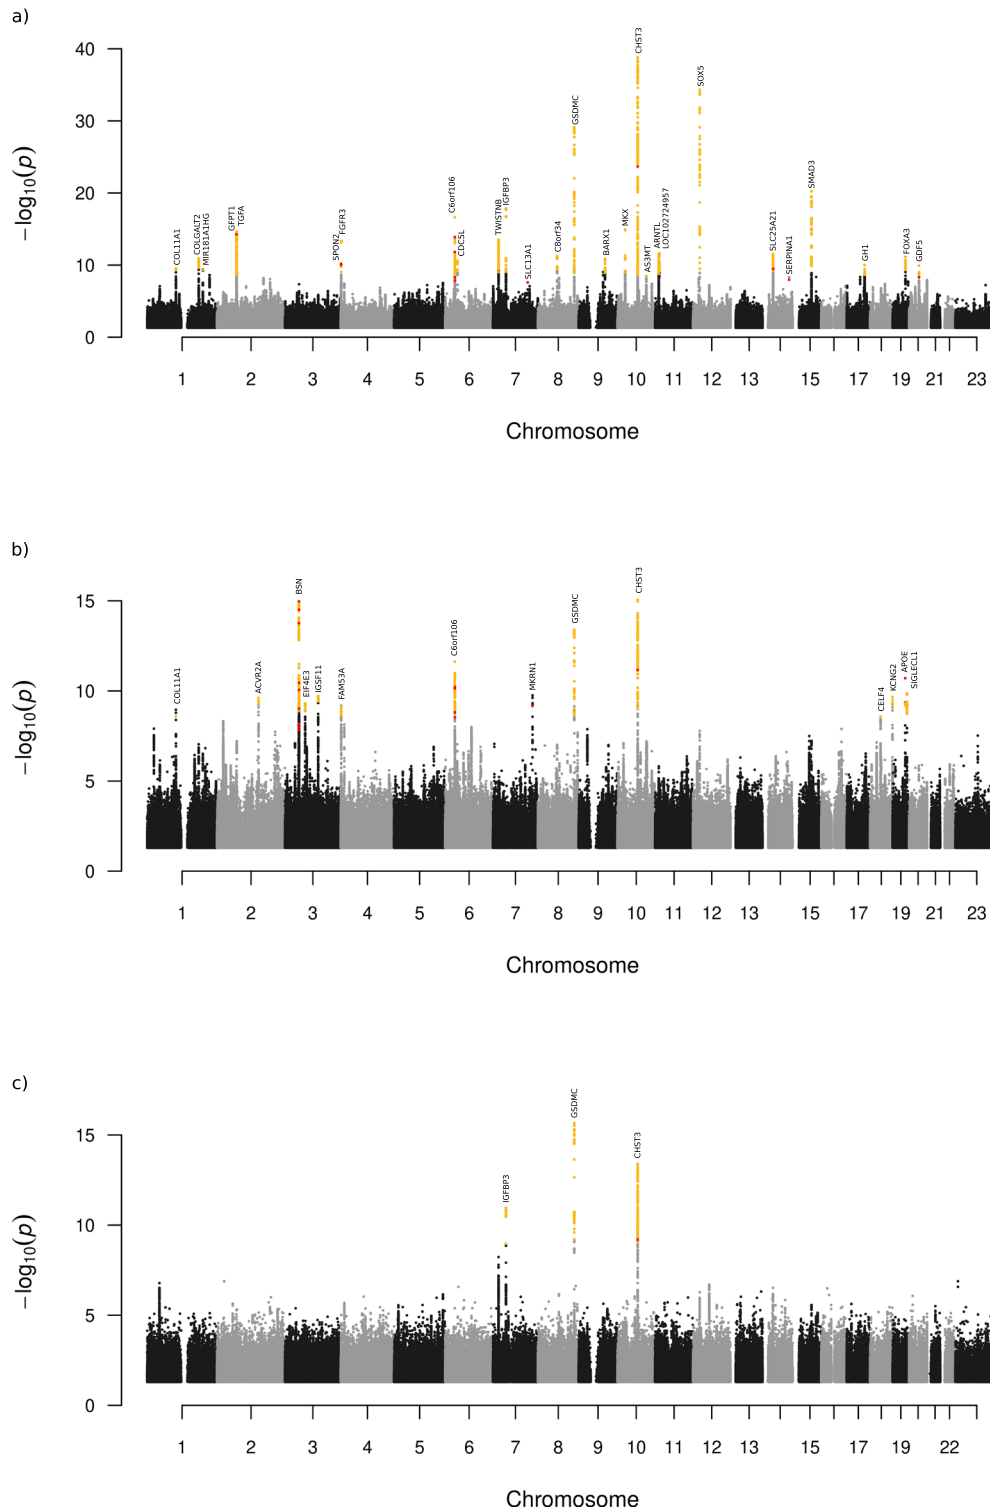 a)
CHST3
40
SOX5
30
GSDMC
SMAD3
20
C6orf106
IGFBP3
GFPT1
TGFA
FGFR3
TWISTNB
MKX
ARNTL
LOC102724957
COL11A1
COLGALT2
MIR181A1HG
SPON2
CDC5L
SLC13A1
C8orf34
BARX1
AS3MT
SLC25A21
SERPINA1
GH1
FOXA3
GDF5
10
0
−log10(p)
1 2 3 4 5 6 7 8 9 10 11 12 13 15 17 19 21 23
Chromosome
b)
BSN
CHST3
15
GSDMC
C6orf106
COL11A1
ACVR2A
EIF4E3
IGSF11
FAM53A
MKRN1
CELF4
KCNG2
APOE
SIGLECL1
10
5
0
−log10(p)
1 2 3 4 5 6 7 8 9 10 11 12 13 15 17 19 21 23
Chromosome
c)
GSDMC
15
CHST3
IGFBP3
10
5
0
−log10(p)
1 2 3 4 5 6 7 8 9 10 11 12 13 15 17 19 22
Chromosome